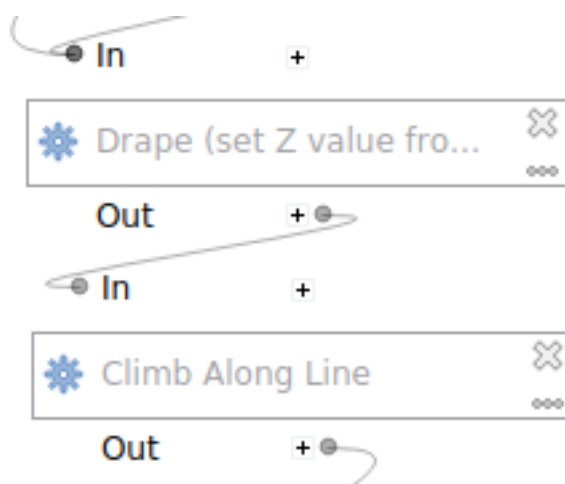 In
Drape (set Z value fro...
Out
In
Climb Along Line
Out